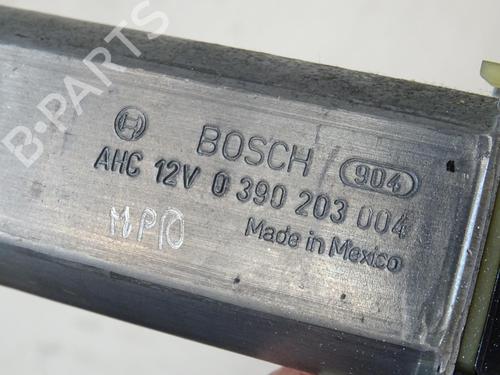 BOSCH 904
AHC 12V 0 390 203 004
Made in Mexico
MP10
B-PARTS